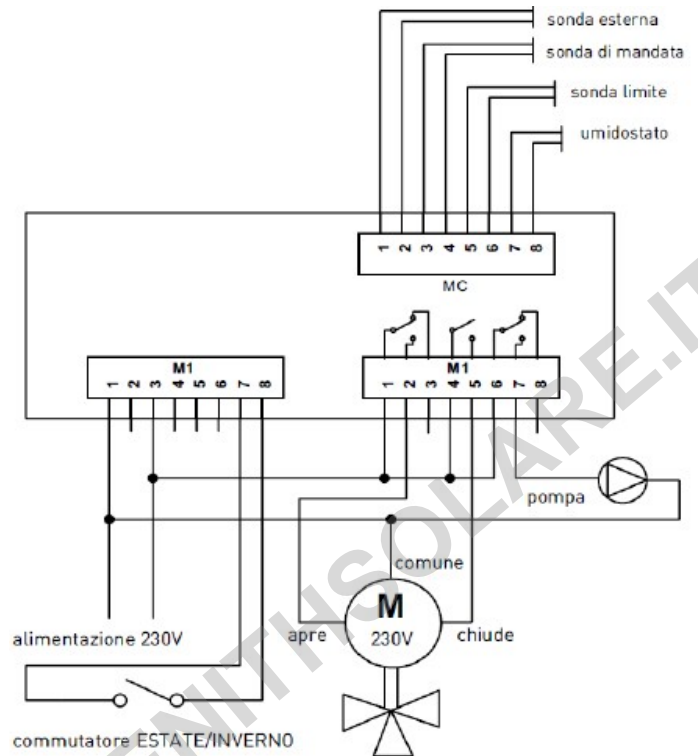 sonda esterna
sonda di mandata
sonda limite
umidostato
1 2 3 4 5 6 7 8
MC
M1
1 2 3 4 5 6 7 8
M1
1 2 3 4 5 6 7 8
pompa
comune
M
230V
apre
chiude
alimentazione 230V
commutatore ESTATE/INVERNO
ENITHSOLARE.IT